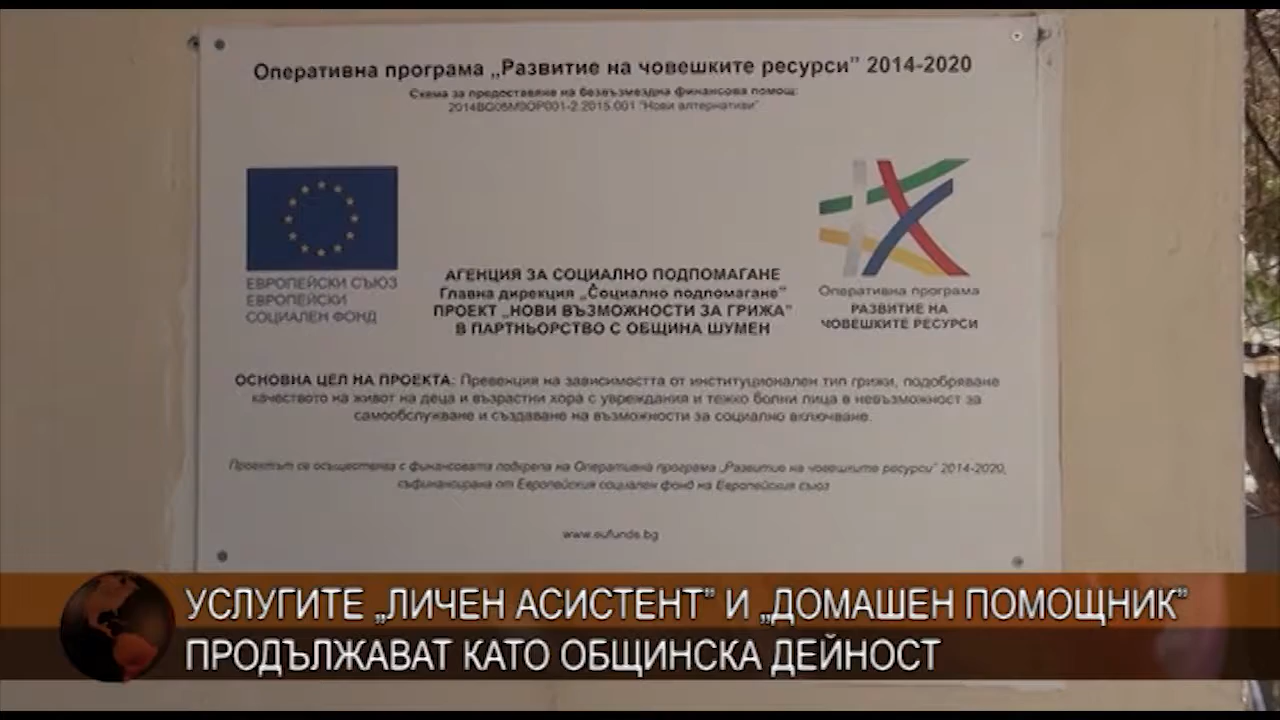 Оперативна програма „Развитие на човешките ресурси” 2014-2020
Схема за предоставяне на безвъзмездна финансова помощ:
2014BG05M9OP001-2.2015.001 "Нови алтернативи"
ЕВРОПЕЙСКИ СЪЮЗ
ЕВРОПЕЙСКИ
СОЦИАЛЕН ФОНД
АГЕНЦИЯ ЗА СОЦИАЛНО ПОДПОМАГАНЕ
Главна дирекция „Социално подпомагане”
ПРОЕКТ „НОВИ ВЪЗМОЖНОСТИ ЗА ГРИЖА”
В ПАРТНЬОРСТВО С ОБЩИНА ШУМЕН
Оперативна програма
РАЗВИТИЕ НА
ЧОВЕШКИТЕ РЕСУРСИ
ОСНОВНА ЦЕЛ НА ПРОЕКТА: Превенция на зависимостта от институционален тип грижи, подобряване
качеството на живот на деца и възрастни хора с увреждания и тежко болни лица в невъзможност за
самообслужване и създаване на възможности за социално включване.
Проектът се осъществява с финансовата подкрепа на Оперативна програма „Развитие на човешките ресурси” 2014-2020,
съфинансирана от Европейския социален фонд на Европейския съюз
www.eufunds.bg
УСЛУГИТЕ „ЛИЧЕН АСИСТЕНТ” И „ДОМАШЕН ПОМОЩНИК”
ПРОДЪЛЖАВАТ КАТО ОБЩИНСКА ДЕЙНОСТ